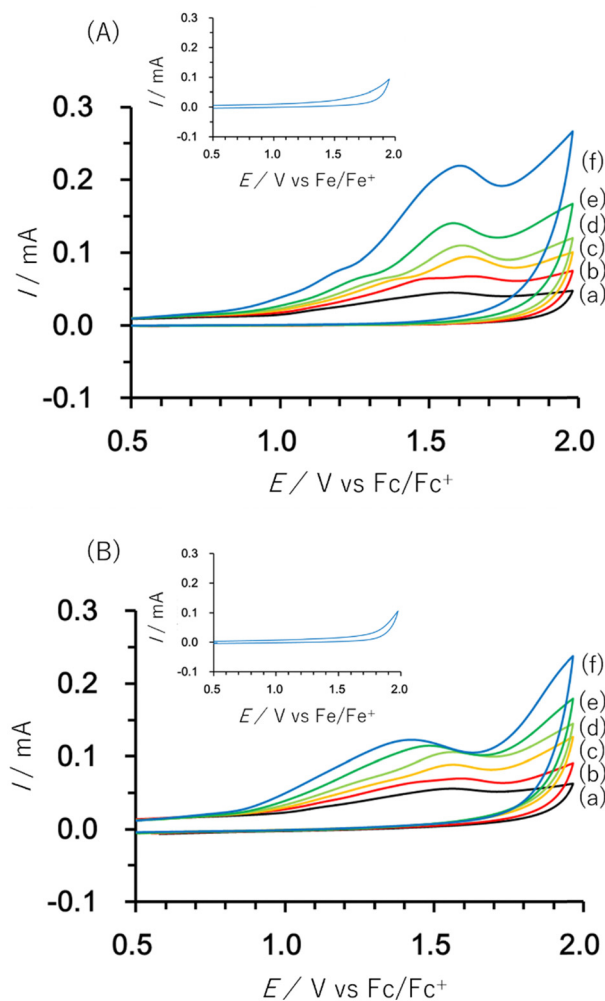 (A)
0.3
0.2
0.1
0.0
-0.1
I / mA
0.5
1.0
1.5
2.0
E / V vs Fe/Fe⁺
0.3
0.2
0.1
0.0
-0.1
I / mA
(f)
(e)
(d)
(c)
(b)
(a)
0.5
1.0
1.5
2.0
E / V vs Fc/Fc⁺
(B)
0.3
0.2
0.1
0.0
-0.1
I / mA
0.5
1.0
1.5
2.0
E / V vs Fe/Fe⁺
0.3
0.2
0.1
0.0
-0.1
I / mA
(f)
(e)
(d)
(c)
(b)
(a)
0.5
1.0
1.5
2.0
E / V vs Fc/Fc⁺